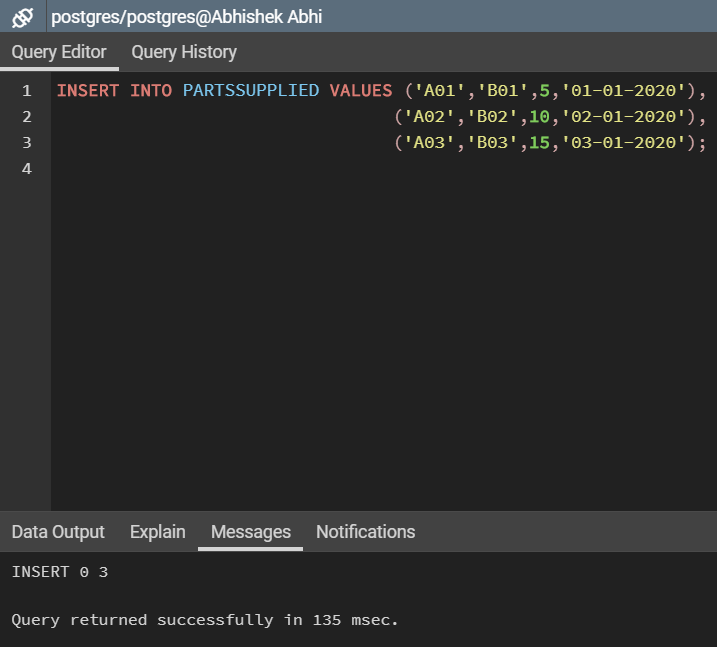 postgres/postgres@Abhishek Abhi
Query Editor Query History
1 INSERT INTO PARTSSUPPLIED VALUES ('A01','B01',5,'01-01-2020'),
2 ('A02','B02',10,'02-01-2020'),
3 ('A03','B03',15,'03-01-2020');
4
Data Output Explain Messages Notifications
INSERT 0 3
Query returned successfully in 135 msec.